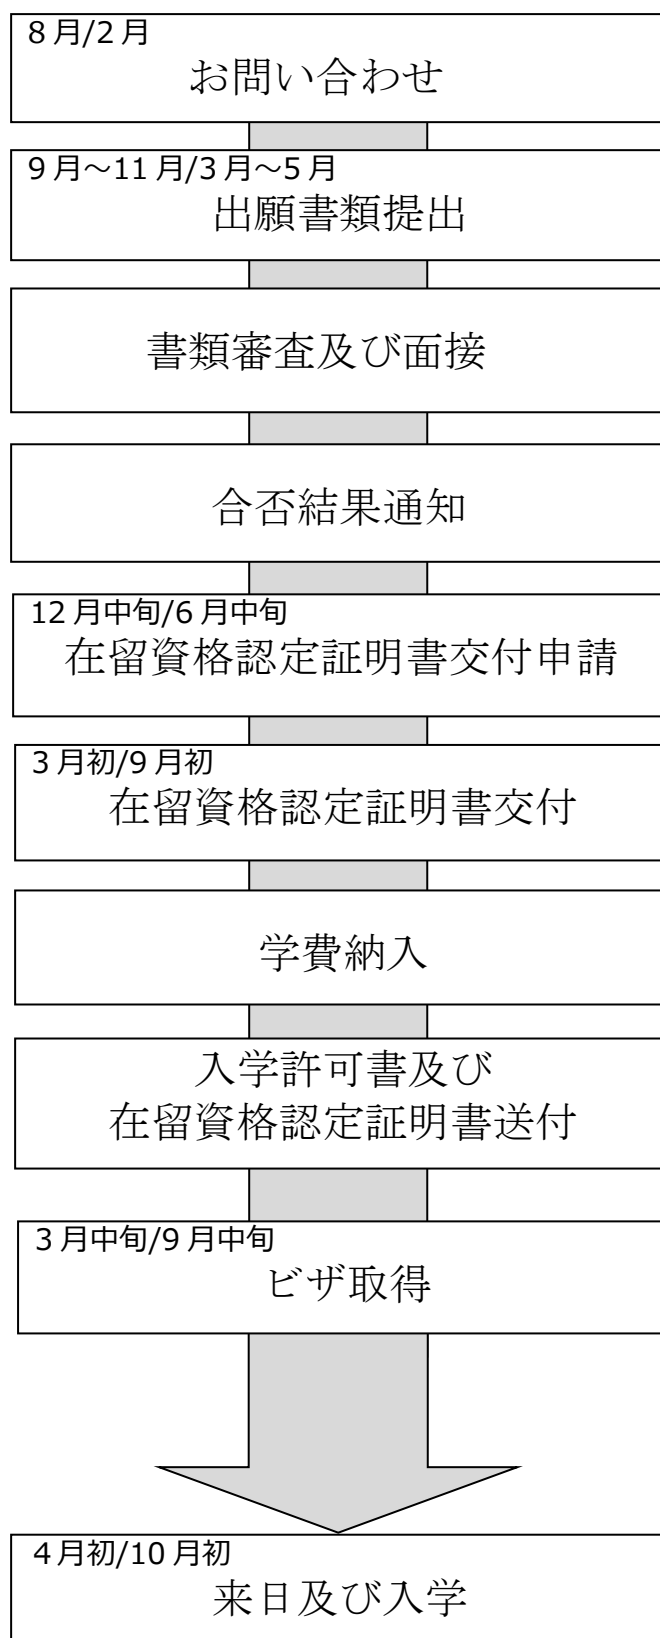 8月/2月
お問い合わせ
9月～11月/3月～5月
出願書類提出
書類審査及び面接
合否結果通知
12月中旬/6月中旬
在留資格認定証明書交付申請
3月初/9月初
在留資格認定証明書交付
学費納入
入学許可書及び
在留資格認定証明書送付
3月中旬/9月中旬
ビザ取得
4月初/10月初
来日及び入学